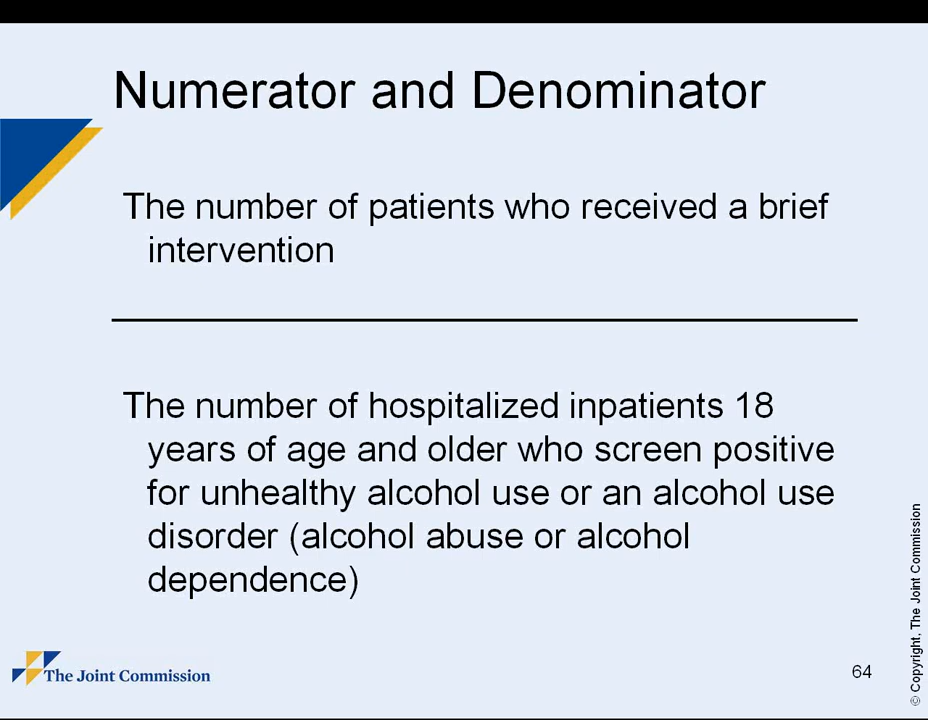 Numerator and Denominator
The number of patients who received a brief
intervention
The number of hospitalized inpatients 18
years of age and older who screen positive
for unhealthy alcohol use or an alcohol use
disorder (alcohol abuse or alcohol
dependence)
The Joint Commission
64
© Copyright, The Joint Commission